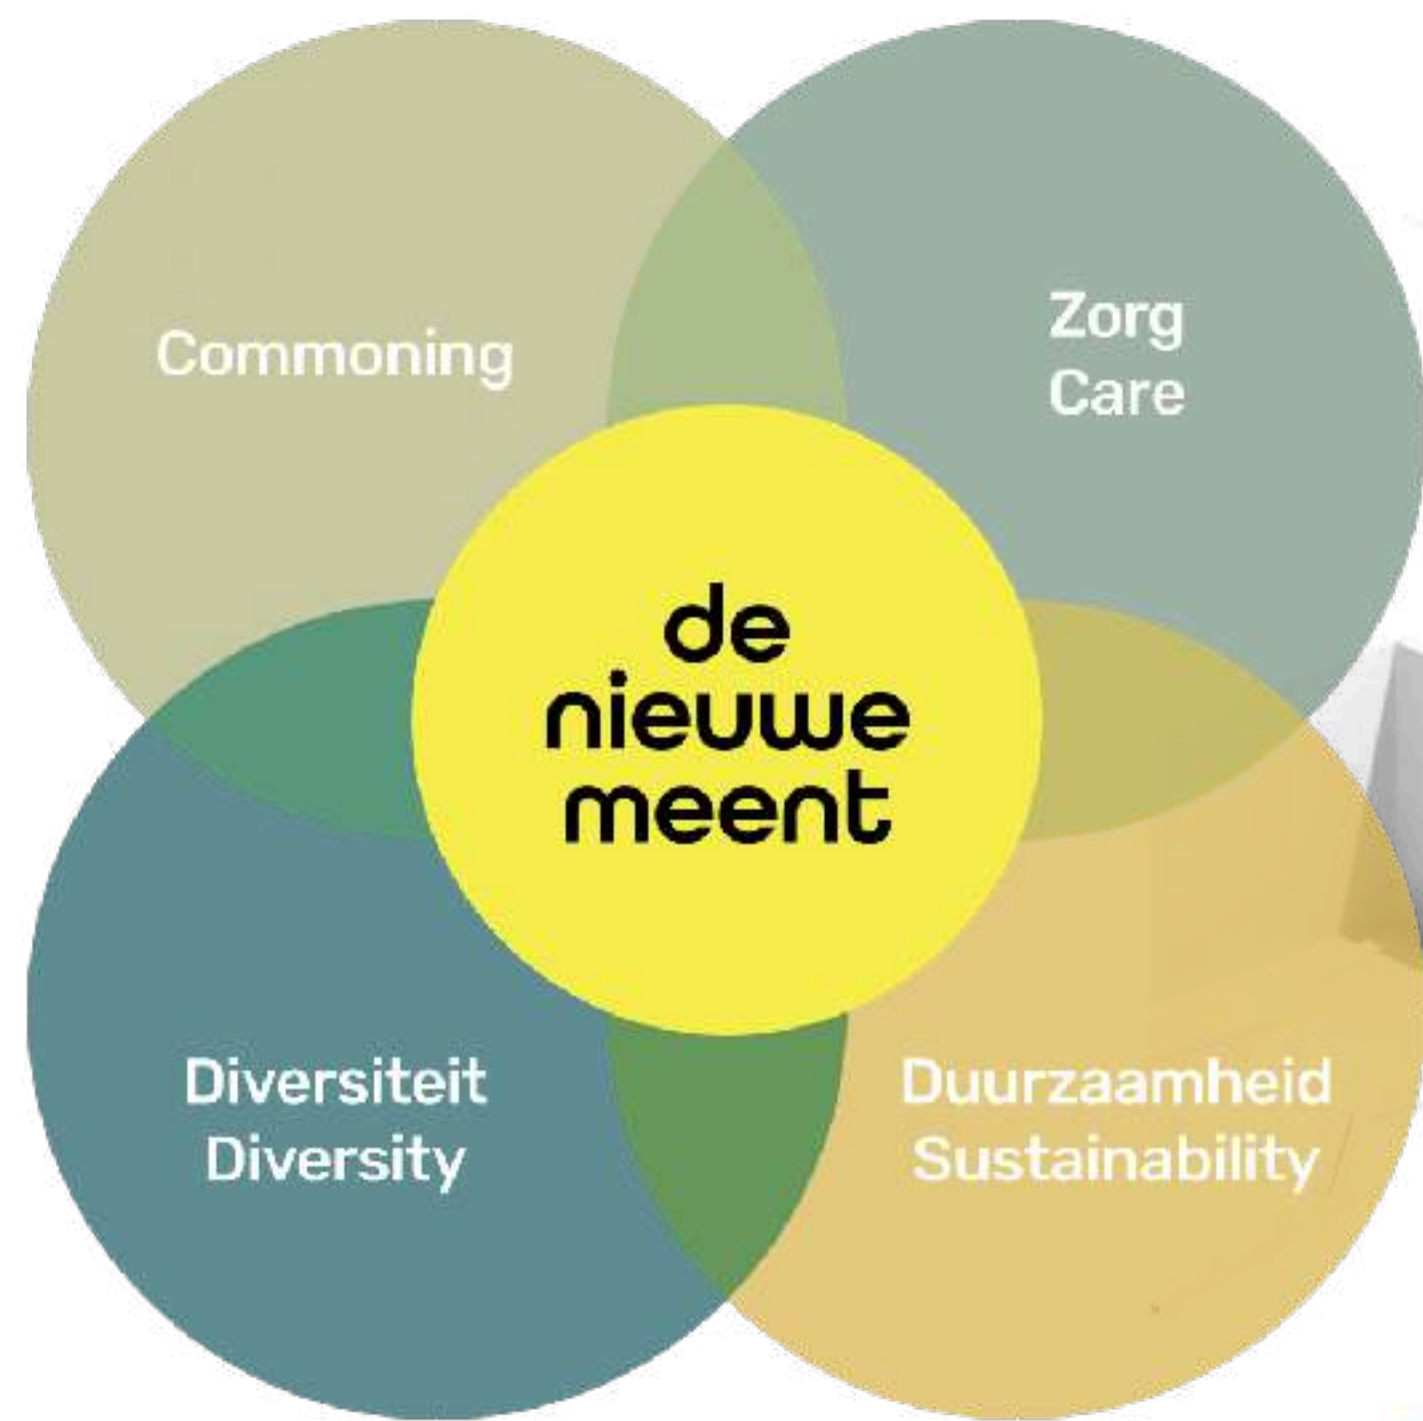 Commoning
Zorg
Care
de
nieuwe
meent
Diversiteit
Diversity
Duurzaamheid
Sustainability